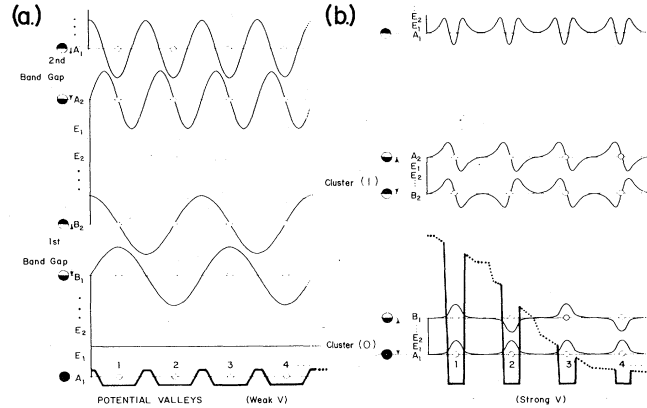 (a.)
A₁
2nd
Band Gap
A₂
E₁
E₂
B₂
1st
Band Gap
B₁
E₂
E₁
Cluster (0)
A₁
1 2 3 4
POTENTIAL VALLEYS (Weak V)
(b.)
E₂
E₁
A₁
A₂
E₁
E₂
Cluster (1)
B₂
B₁
E₂
E₁
A₁
1 2 3 4
(Strong V)